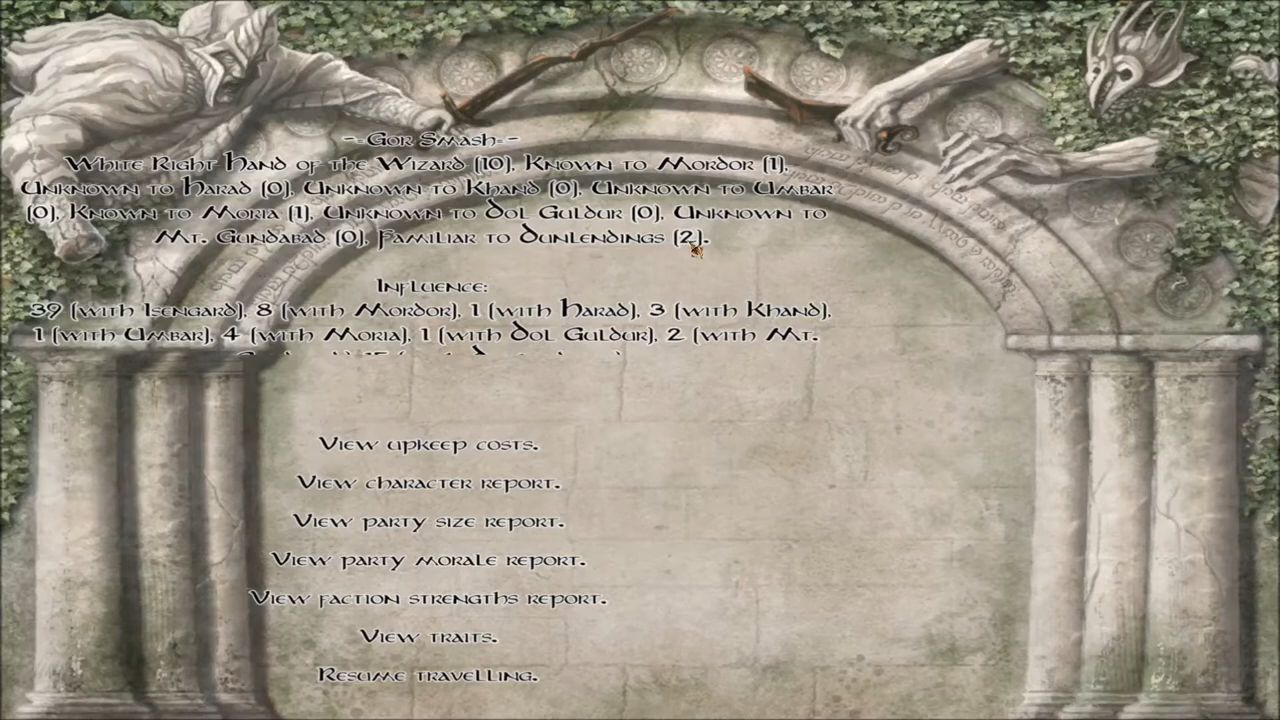 -=Gor Smash=-
White Right Hand of the Wizard (10), Known to Mordor (1),
Unknown to Harad (0), Unknown to Khand (0), Unknown to Umbar
(0), Known to Moria (1), Unknown to Dol Guldur (0), Unknown to
Mt. Gundabad (0), Familiar to Dunlendings (2).
Influence:
39 (with Isengard), 8 (with Mordor), 1 (with Harad), 3 (with Khand),
1 (with Umbar), 4 (with Moria), 1 (with Dol Guldur), 2 (with Mt.
View upkeep costs.
View character report.
View party size report.
View party morale report.
View faction strengths report.
View traits.
Resume travelling.